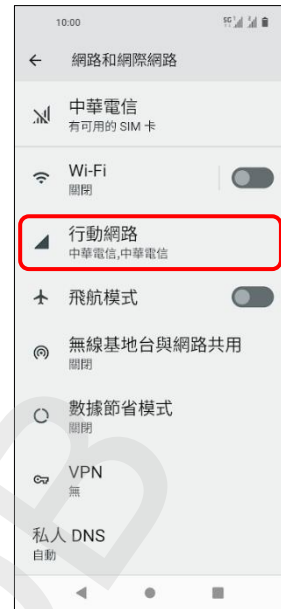 10:00
5G
網路和網際網路
中華電信
有可用的 SIM 卡
Wi-Fi
關閉
行動網路
中華電信,中華電信
飛航模式
無線基地台與網路共用
關閉
數據節省模式
關閉
VPN
無
私人 DNS
自動